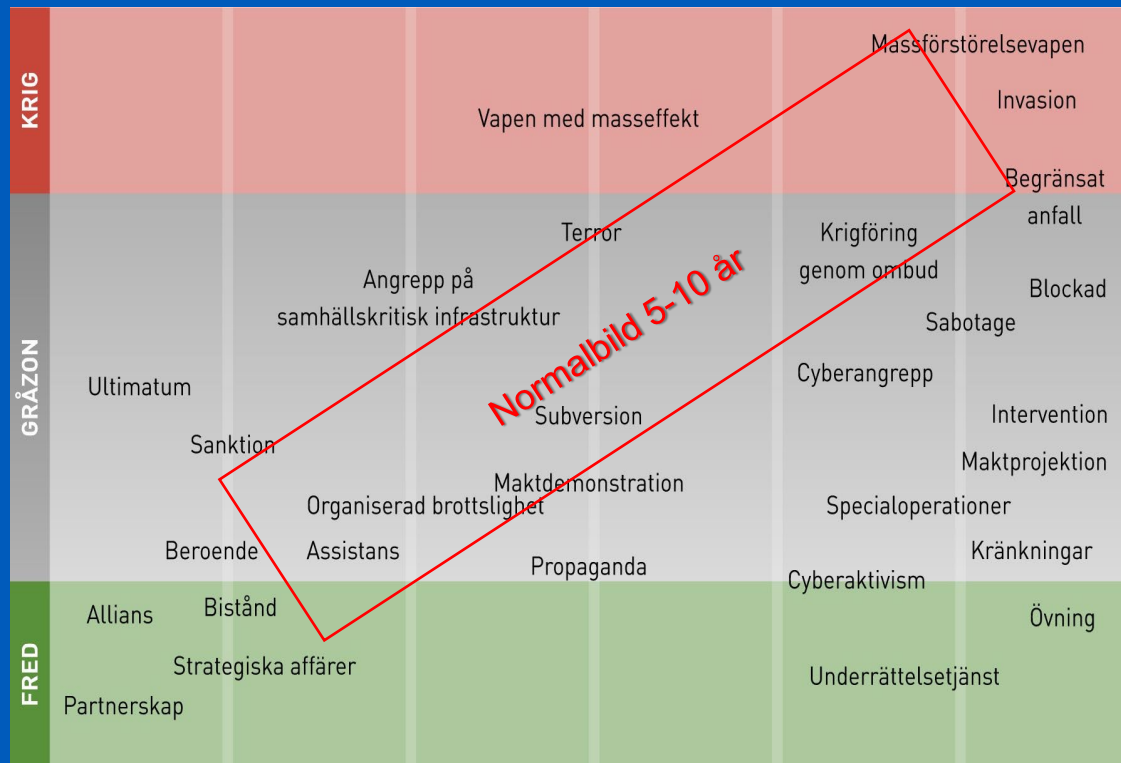 KRIG
Massförstörelsevapen
Invasion
Vapen med masseffekt
Begränsat
anfall
GRÅZON
Terror
Krigföring
genom ombud
Angrepp på
samhällskritisk infrastruktur
Normalbild 5-10 år
Blockad
Sabotage
Ultimatum
Cyberangrepp
Subversion
Intervention
Sanktion
Maktprojektion
Maktdemonstration
Organiserad brottslighet
Specialoperationer
Beroende
Assistans
Propaganda
Kränkningar
Cyberaktivism
FRED
Allians
Bistånd
Övning
Strategiska affärer
Underrättelsetjänst
Partnerskap